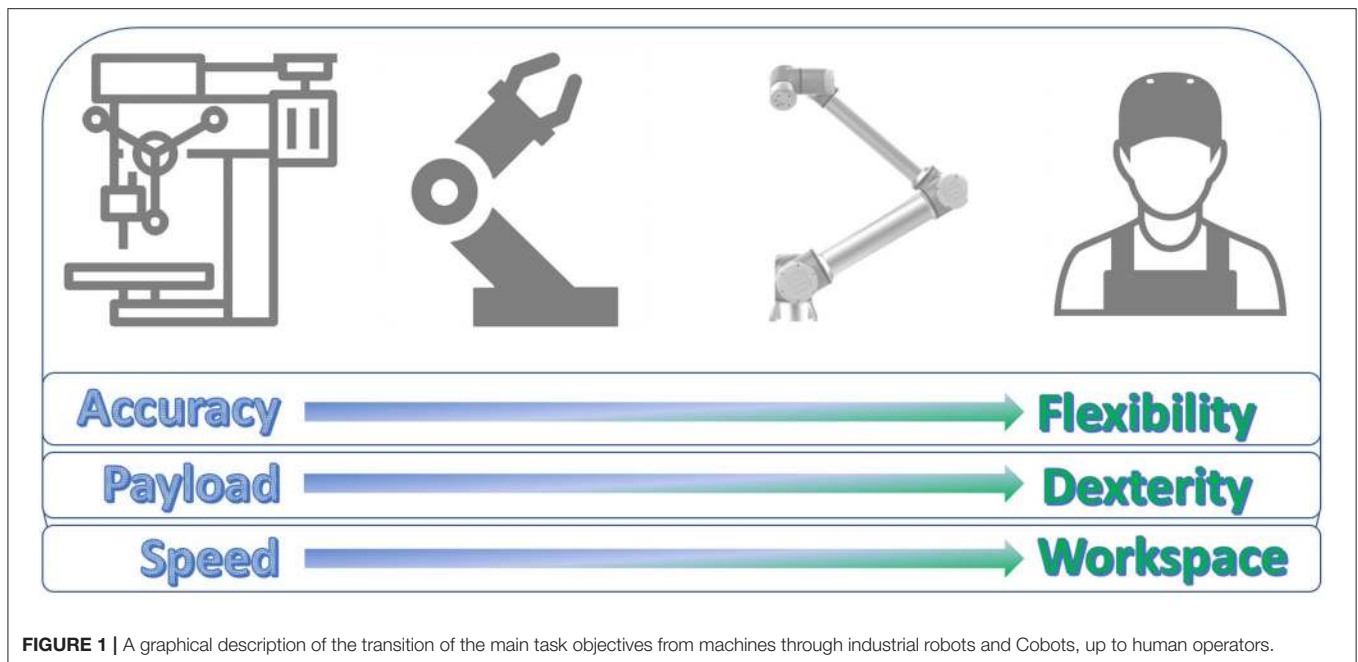 Accuracy Flexibility
Payload Dexterity
Speed Workspace
FIGURE 1 | A graphical description of the transition of the main task objectives from machines through industrial robots and Cobots, up to human operators.